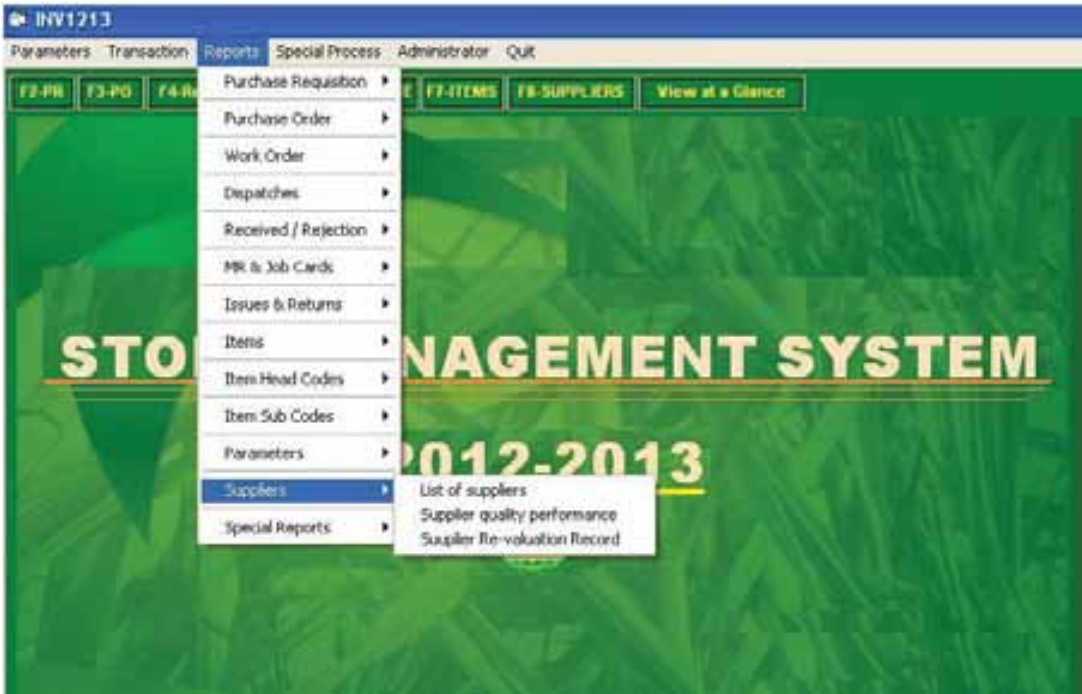 INV1213
Parameters Transaction Reports Special Process Administrator Quit
F2-PR F3-PO F4-Re E F7-ITEMS F8-SUPPLIERS View at a Glance
Purchase Requisition
Purchase Order
Work Order
Dispatches
Received / Rejection
MR & Job Cards
Issues & Returns
Items
Item Head Codes
Item Sub Codes
Parameters
Suppliers
Special Reports
List of suppliers
Supplier quality performance
Suuplier Re-valuation Record
STO NAGEMENT SYSTEM
2012-2013